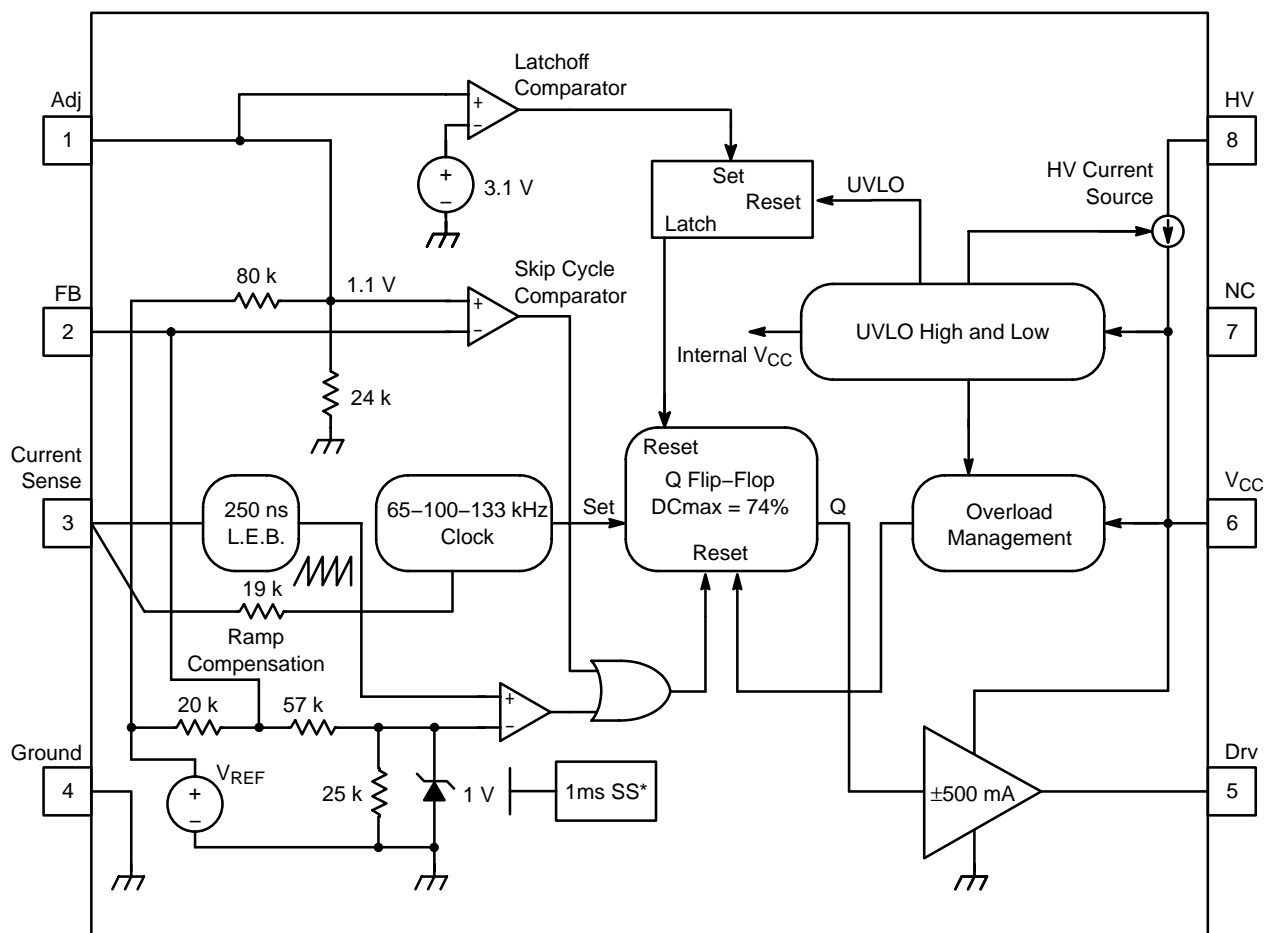 Latchoff
Comparator
Adj
1
+
−
+
−
3.1 V
HV
8
HV Current
Source
Set
Reset
Latch
UVLO
FB
2
80 k
1.1 V
Skip Cycle
Comparator
+
−
24 k
NC
7
UVLO High and Low
Internal VCC
Current
Sense
3
250 ns
L.E.B.
65−100−133 kHz
Clock
Set
Reset
Q Flip−Flop
DCmax = 74%
Reset
Q
Overload
Management
VCC
6
19 k
Ramp
Compensation
20 k
57 k
+
−
Ground
4
VREF
+
−
25 k
1 V
1ms SS*
±500 mA
Drv
5